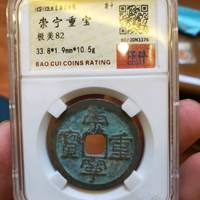 崇宁重宝
极美82
33.8*1.9mm*10.5g
BAO CUI COINS RATING
崇
寶 重
寧